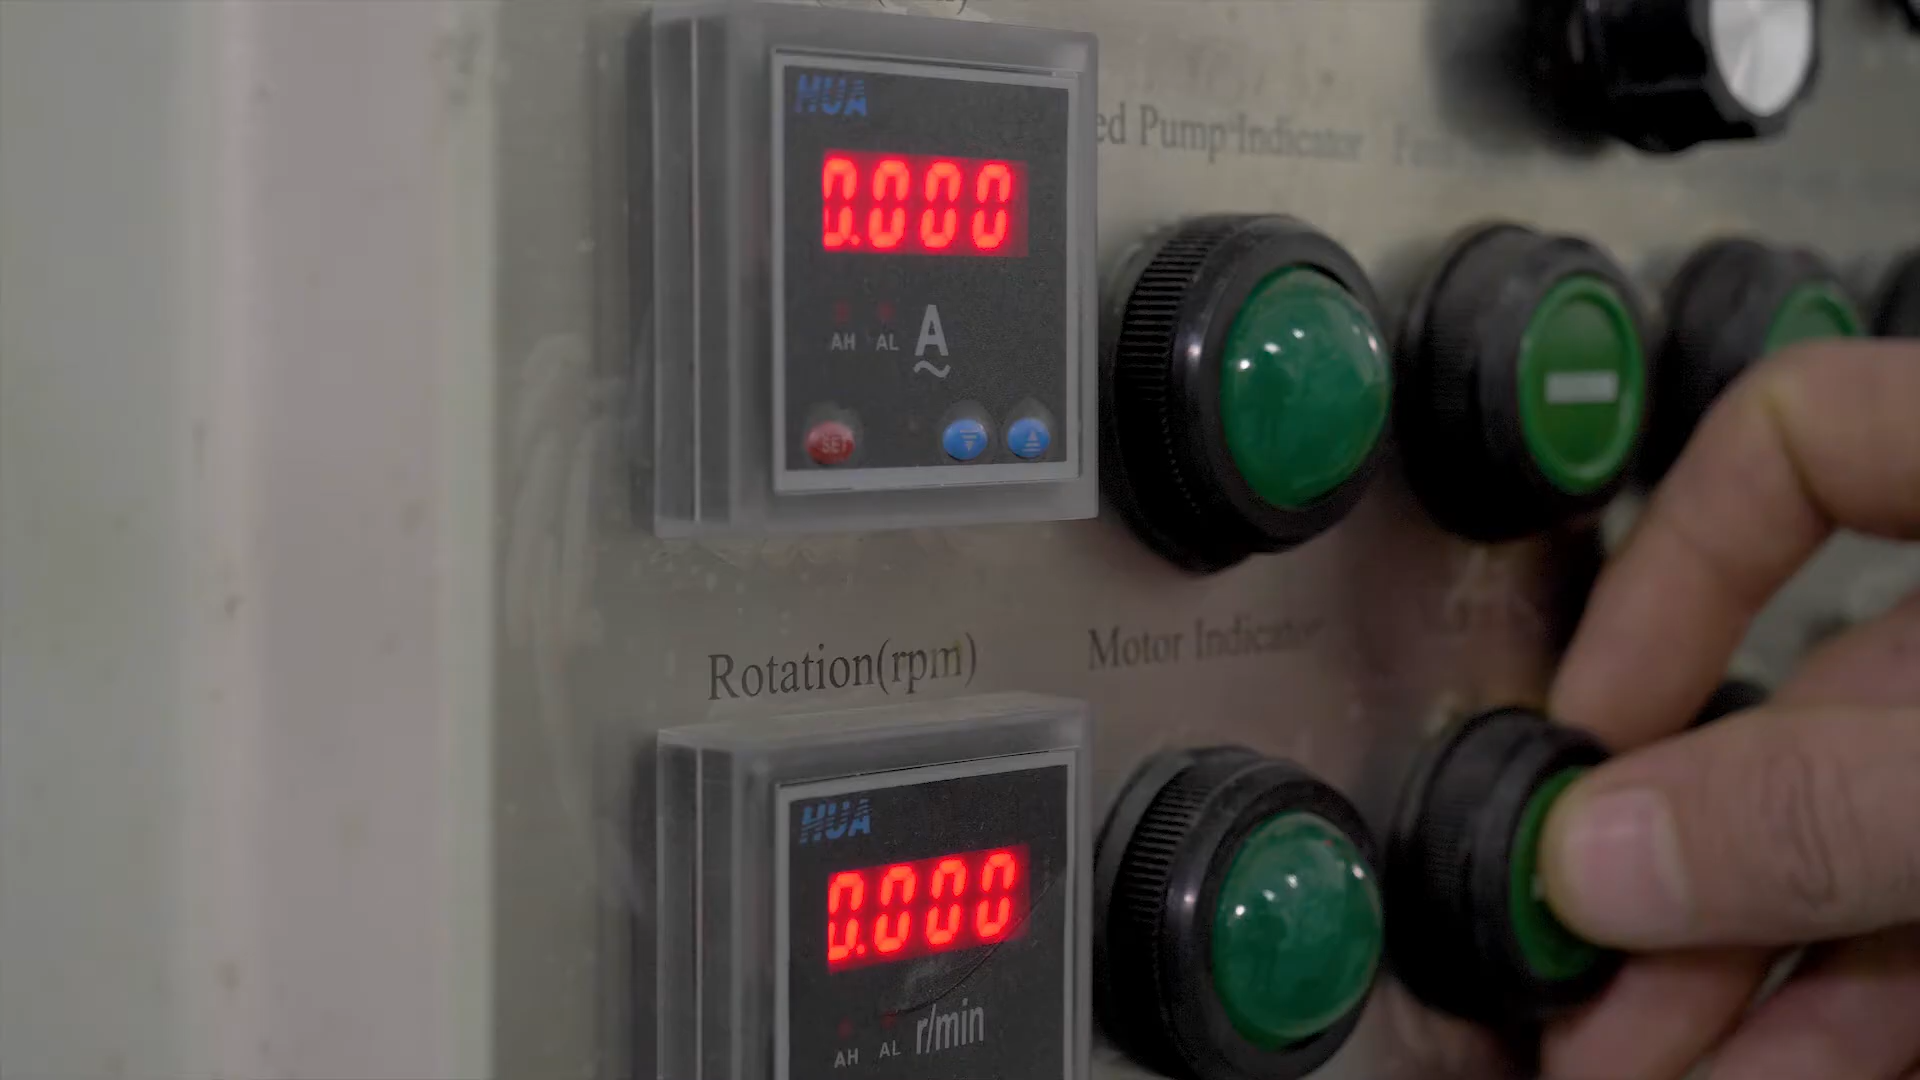 HUA
0.000
AH AL A
SET
ed Pump Indicator
Rotation(rpm)
Motor Indicator
HUA
0.000
AH AL r/min